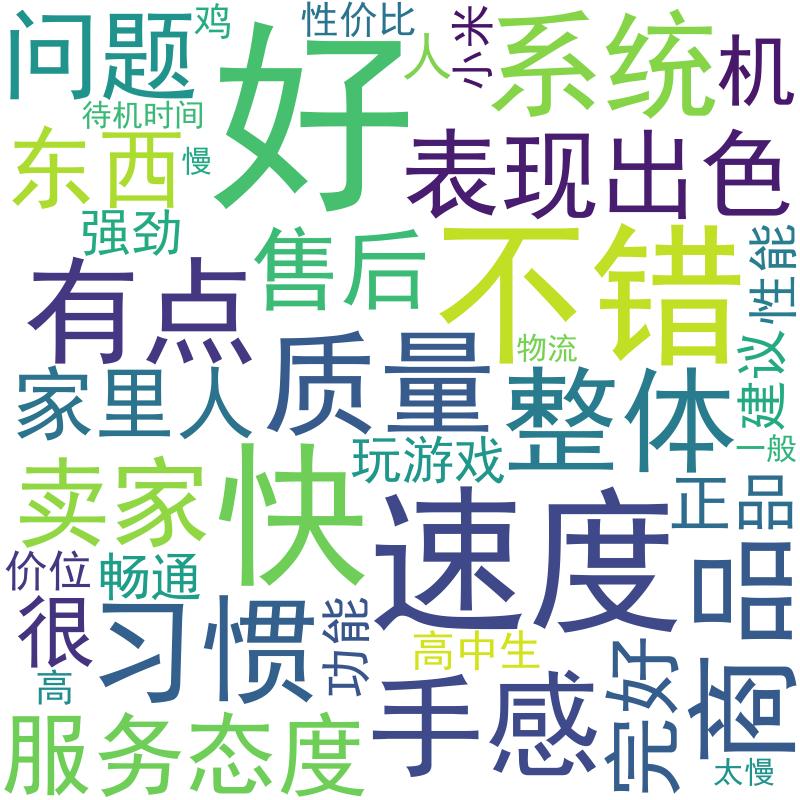 问题
鸡
性价比
人
小米
系统
机
好
待机时间
东西
慢
表现出色
强劲
售后
不错
性能
有点
物流
建议
家里人
质量
整体
一般
卖家
快
玩游戏
速度
正品
价位
畅通
商品
很
习惯
功能
高中生
完好
高
手感
服务态度
太慢